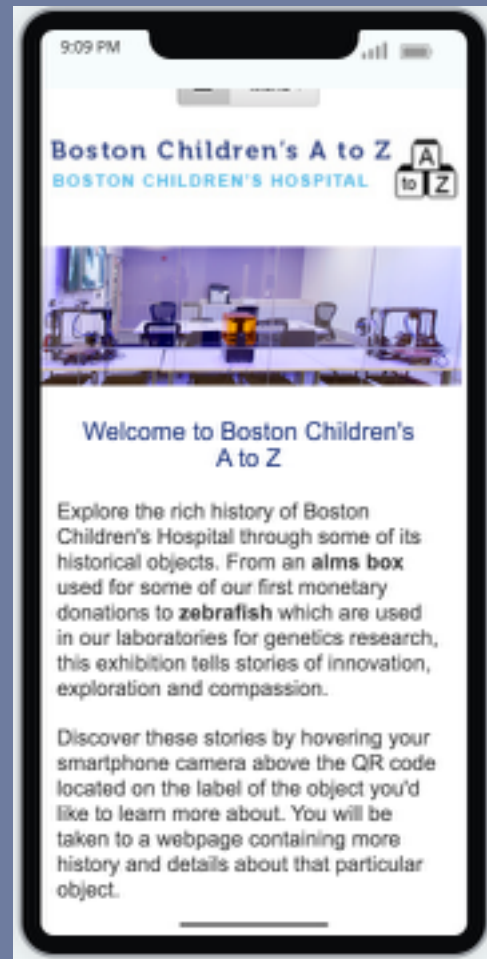 9:09 PM
Boston Children's A to Z
BOSTON CHILDREN'S HOSPITAL
A
to Z
Welcome to Boston Children's
A to Z
Explore the rich history of Boston
Children's Hospital through some of its
historical objects. From an alms box
used for some of our first monetary
donations to zebrafish which are used
in our laboratories for genetics research,
this exhibition tells stories of innovation,
exploration and compassion.
Discover these stories by hovering your
smartphone camera above the QR code
located on the label of the object you'd
like to learn more about. You will be
taken to a webpage containing more
history and details about that particular
object.